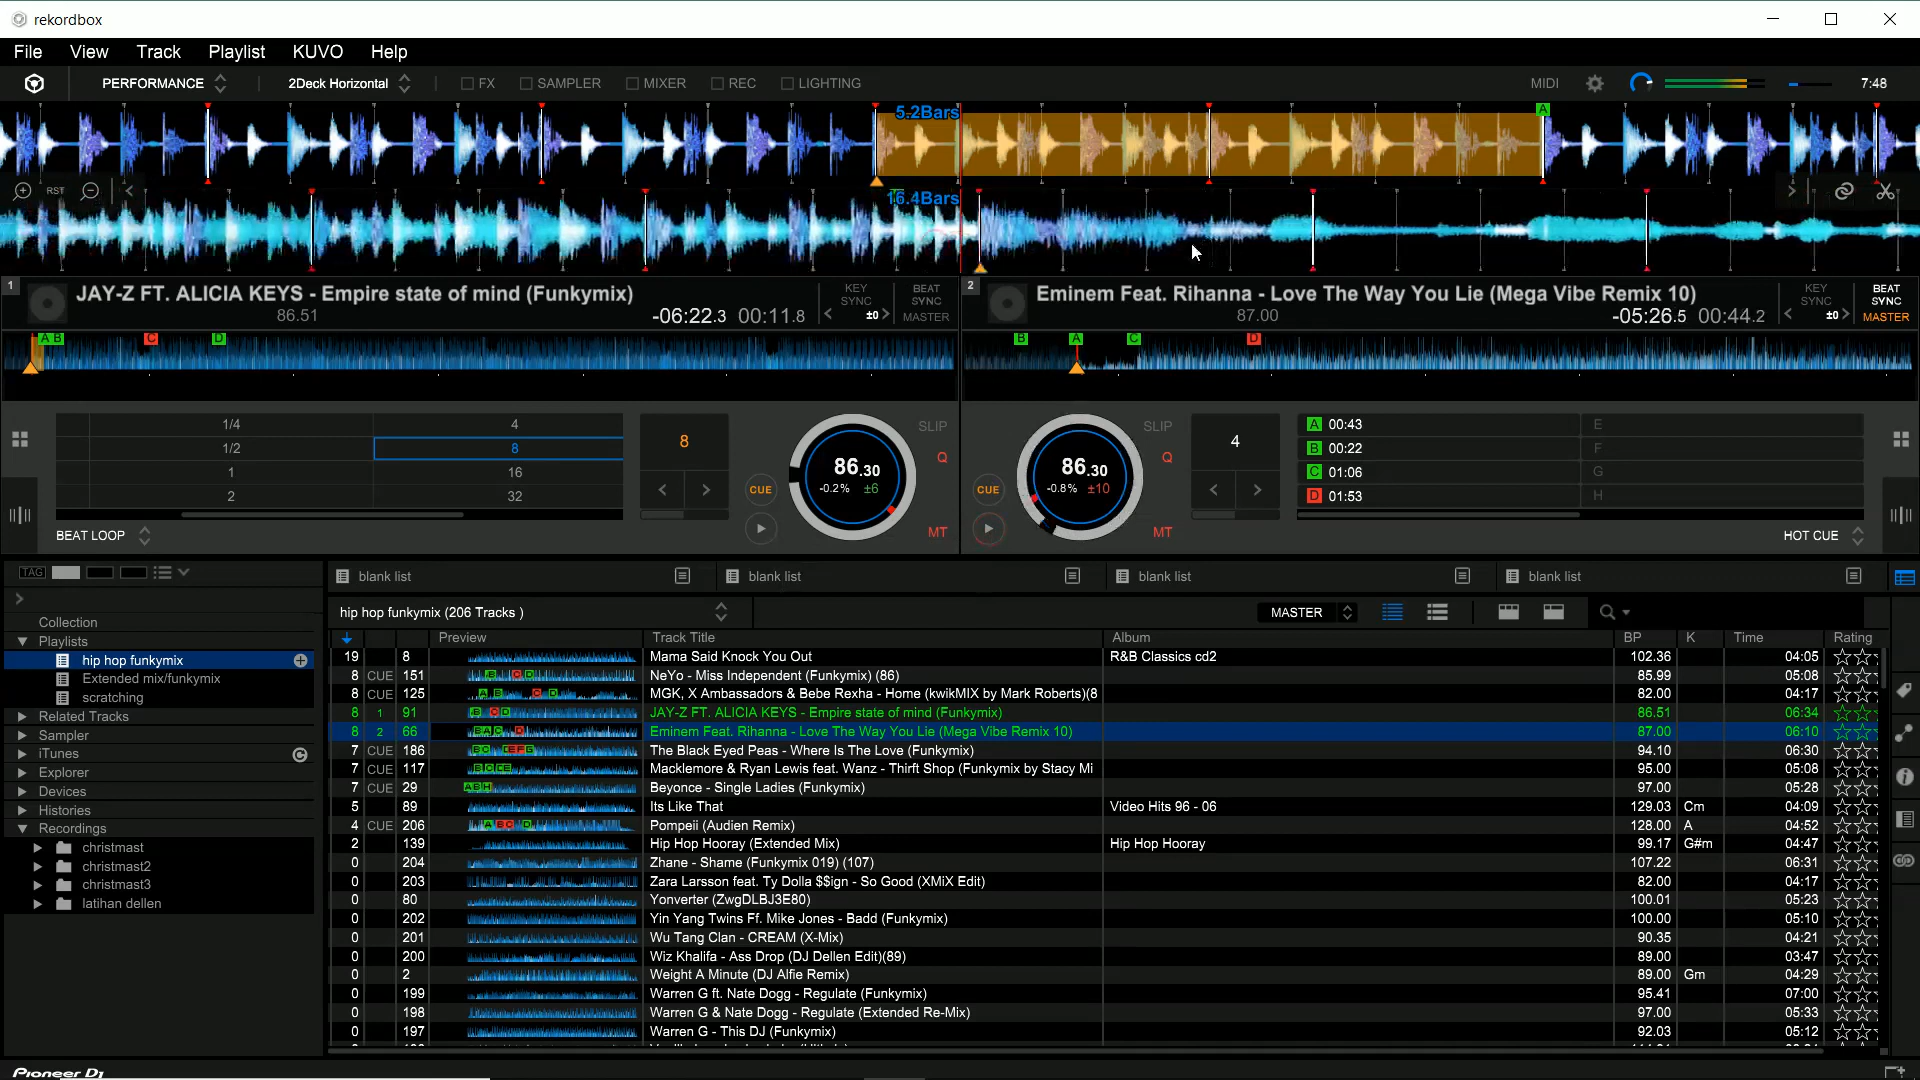 rekordbox
File View Track Playlist KUVO Help
PERFORMANCE 2Deck Horizontal FX SAMPLER MIXER REC LIGHTING MIDI 7:48
5.2Bars A
RST
16.4Bars
1 JAY-Z FT. ALICIA KEYS - Empire state of mind (Funkymix) KEY SYNC BEAT SYNC
86.51 -06:22.3 00:11.8 ±0 MASTER
2 Eminem Feat. Rihanna - Love The Way You Lie (Mega Vibe Remix 10) KEY SYNC BEAT SYNC
87.00 -05:26.5 00:44.2 ±0 MASTER
A B C D
B A C D
1/4 4
1/2 8
1 16
2 32
8
SLIP
Q
CUE
86.30
-0.2% ±6
MT
BEAT LOOP
SLIP
Q
CUE
86.30
-0.8% ±10
MT
4
A 00:43 E
B 00:22 F
C 01:06 G
D 01:53 H
HOT CUE
TAG
blank list blank list blank list blank list
hip hop funkymix (206 Tracks ) MASTER
Collection
Playlists
hip hop funkymix
Extended mix/funkymix
scratching
Related Tracks
Sampler
iTunes
Explorer
Devices
Histories
Recordings
christmast
christmast2
christmast3
latihan dellen
Preview Track Title Album BP K Time Rating
19 8 Mama Said Knock You Out R&B Classics cd2 102.36 04:05
8 CUE 151 NeYo - Miss Independent (Funkymix) (86) 85.99 05:08
8 CUE 125 MGK, X Ambassadors & Bebe Rexha - Home (kwikMIX by Mark Roberts)(8 82.00 04:17
8 1 91 JAY-Z FT. ALICIA KEYS - Empire state of mind (Funkymix) 86.51 06:34
8 2 66 Eminem Feat. Rihanna - Love The Way You Lie (Mega Vibe Remix 10) 87.00 06:10
7 CUE 186 The Black Eyed Peas - Where Is The Love (Funkymix) 94.10 06:30
7 CUE 117 Macklemore & Ryan Lewis feat. Wanz - Thirft Shop (Funkymix by Stacy Mi 95.00 05:08
7 CUE 29 Beyonce - Single Ladies (Funkymix) 97.00 05:28
5 89 Its Like That Video Hits 96 - 06 129.03 Cm 04:09
4 CUE 206 Pompeii (Audien Remix) 128.00 A 04:52
2 139 Hip Hop Hooray (Extended Mix) Hip Hop Hooray 99.17 G#m 04:47
0 204 Zhane - Shame (Funkymix 019) (107) 107.22 06:31
0 203 Zara Larsson feat. Ty Dolla $$ign - So Good (XMiX Edit) 82.00 04:17
0 80 Yonverter (ZwgDLBJ3E80) 100.01 05:23
0 202 Yin Yang Twins Ff. Mike Jones - Badd (Funkymix) 100.00 05:10
0 201 Wu Tang Clan - CREAM (X-Mix) 90.35 04:21
0 200 Wiz Khalifa - Ass Drop (DJ Dellen Edit)(89) 89.00 03:47
0 2 Weight A Minute (DJ Alfie Remix) 89.00 Gm 04:29
0 199 Warren G ft. Nate Dogg - Regulate (Funkymix) 95.41 07:00
0 198 Warren G & Nate Dogg - Regulate (Extended Re-Mix) 97.00 05:33
0 197 Warren G - This DJ (Funkymix) 92.03 05:12
Pioneer DJ